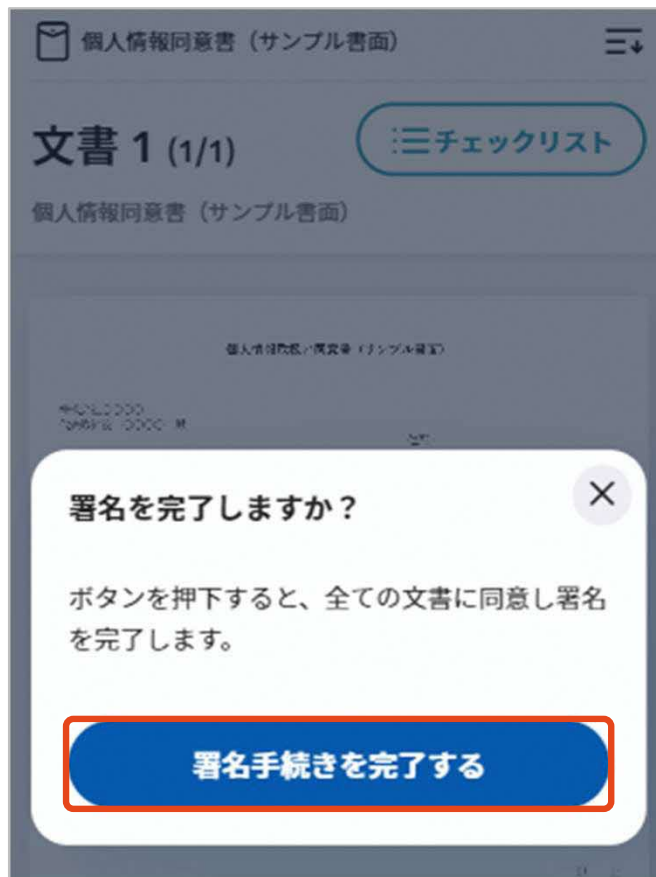 個人情報同意書（サンプル書面）
文書 1 (1/1)
チェックリスト
個人情報同意書（サンプル書面）
署名を完了しますか？
ボタンを押下すると、全ての文書に同意し署名
を完了します。
署名手続きを完了する